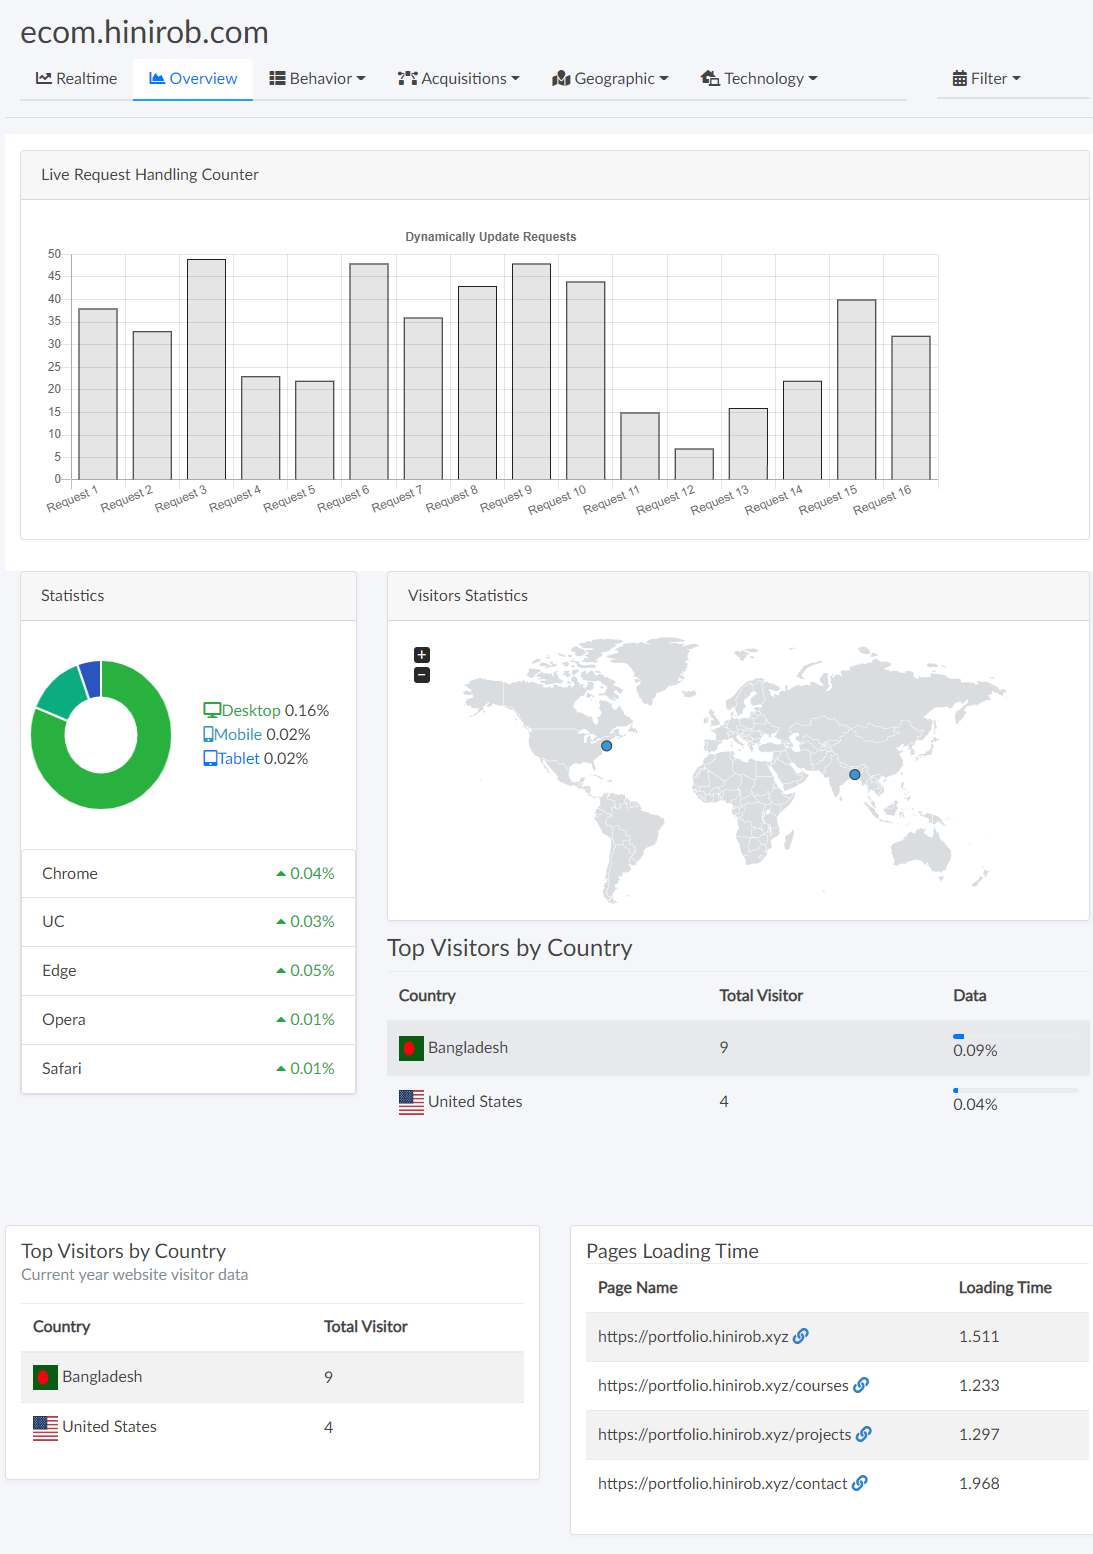 ecom.hinirob.com
Realtime Overview Behavior Acquisitions Geographic Technology Filter
Live Request Handling Counter
Dynamically Update Requests
50
45
40
35
30
25
20
15
10
5
0
Request 1 Request 2 Request 3 Request 4 Request 5 Request 6 Request 7 Request 8 Request 9 Request 10 Request 11 Request 12 Request 13 Request 14 Request 15 Request 16
Statistics
Desktop 0.16%
Mobile 0.02%
Tablet 0.02%
Chrome 0.04%
UC 0.03%
Edge 0.05%
Opera 0.01%
Safari 0.01%
Visitors Statistics
+
−
Top Visitors by Country
Country Total Visitor Data
Bangladesh 9 0.09%
United States 4 0.04%
Top Visitors by Country
Current year website visitor data
Country Total Visitor
Bangladesh 9
United States 4
Pages Loading Time
Page Name Loading Time
https://portfolio.hinirob.xyz 1.511
https://portfolio.hinirob.xyz/courses 1.233
https://portfolio.hinirob.xyz/projects 1.297
https://portfolio.hinirob.xyz/contact 1.968